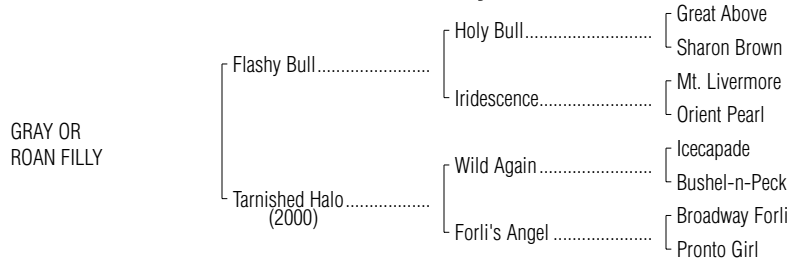 Great Above
Holy Bull..........................
Sharon Brown
Flashy Bull.......................
Mt. Livermore
Iridescence.......................
Orient Pearl
GRAY OR
ROAN FILLY
Icecapade
Wild Again .......................
Bushel-n-Peck
Tarnished Halo..................
(2000)
Broadway Forli
Forli's Angel ....................
Pronto Girl